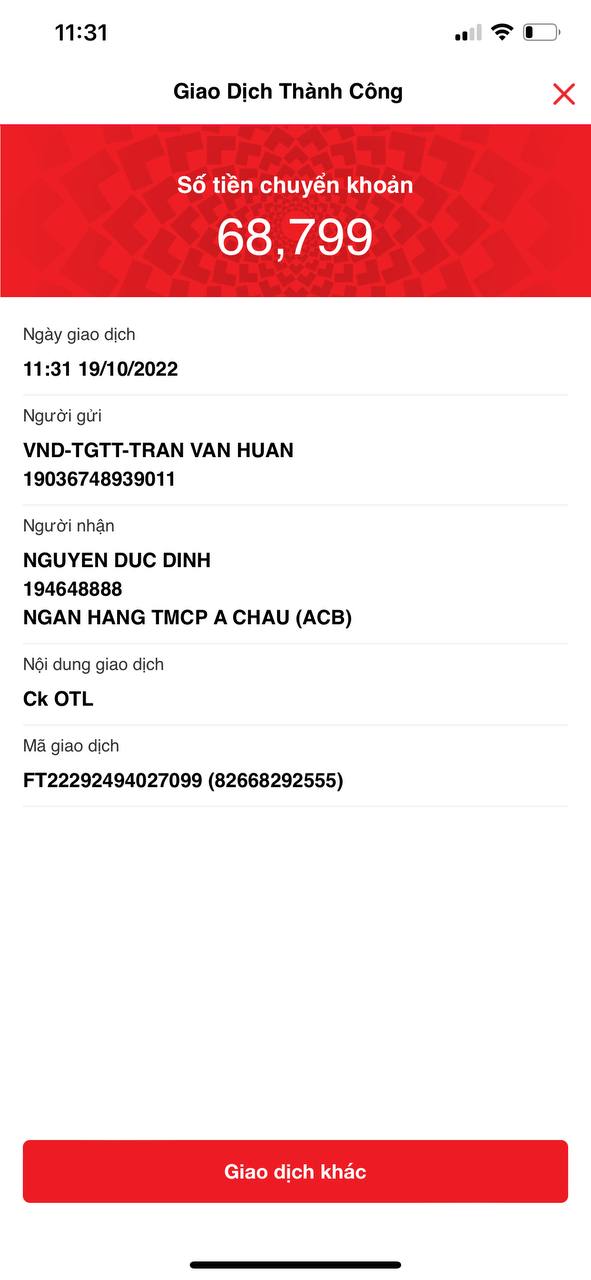 11:31
Giao Dịch Thành Công
Số tiền chuyển khoản
68,799
Ngày giao dịch
11:31 19/10/2022
Người gửi
VND-TGTT-TRAN VAN HUAN
19036748939011
Người nhận
NGUYEN DUC DINH
194648888
NGAN HANG TMCP A CHAU (ACB)
Nội dung giao dịch
Ck OTL
Mã giao dịch
FT22292494027099 (82668292555)
Giao dịch khác